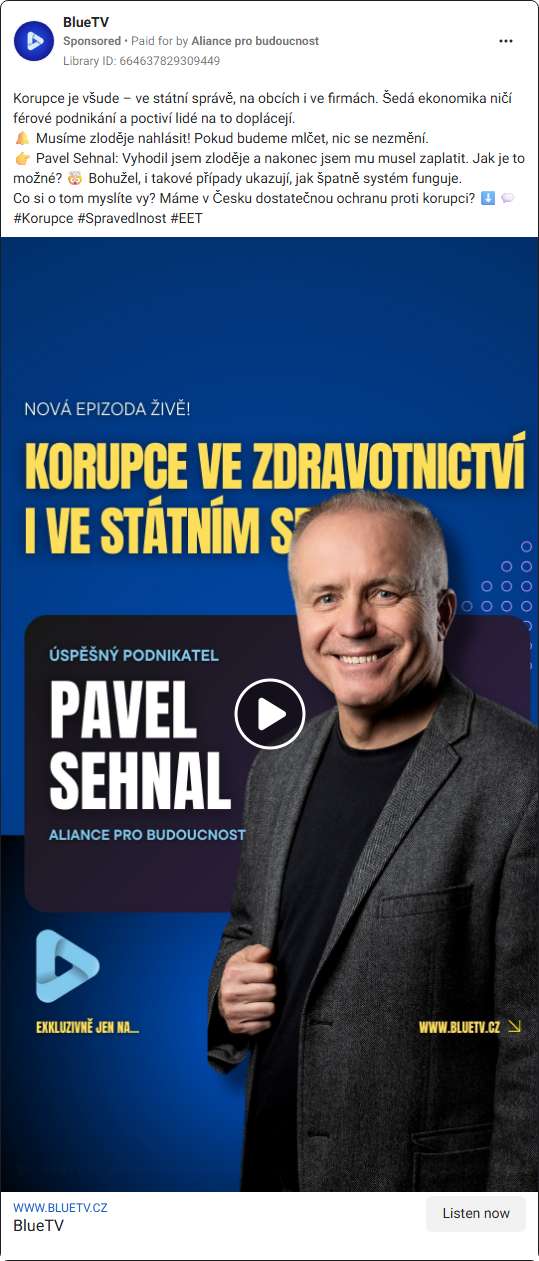 BlueTV
Sponsored • Paid for by Aliance pro budoucnost
Library ID: 664637829309449
Korupce je všude – ve státní správě, na obcích i ve firmách. Šedá ekonomika ničí
férové podnikání a poctiví lidé na to doplácejí.
🔔 Musíme zloděje nahlásit! Pokud budeme mlčet, nic se nezmění.
👉 Pavel Sehnal: Vyhodil jsem zloděje a nakonec jsem mu musel zaplatit. Jak je to
možné? 🤯 Bohužel, i takové případy ukazují, jak špatně systém funguje.
Co si o tom myslíte vy? Máme v Česku dostatečnou ochranu proti korupci? ⬇️ 💬
#Korupce #Spravedlnost #EET
NOVÁ EPIZODA ŽIVĚ!
KORUPCE VE ZDRAVOTNICTVÍ
I VE STÁTNÍM
ÚSPĚŠNÝ PODNIKATEL
PAVEL
SEHNAL
ALIANCE PRO BUDOUCNOST
EXKLUZIVNĚ JEN NA...
WWW.BLUETV.CZ
WWW.BLUETV.CZ
BlueTV
Listen now